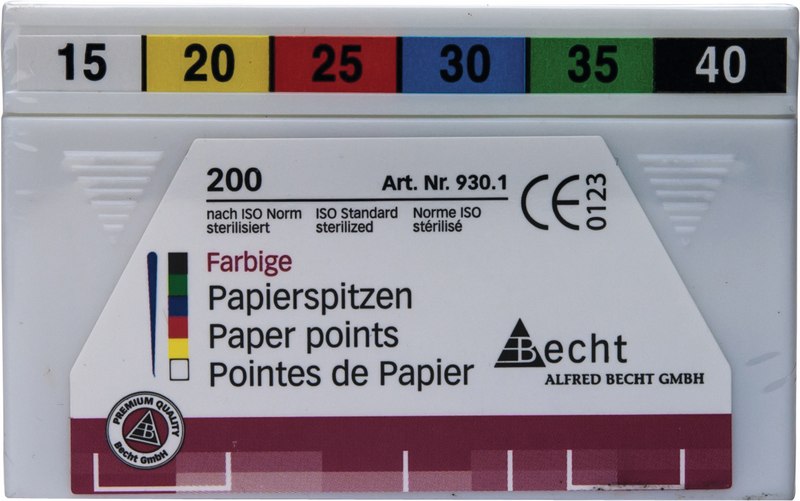 15 20 25 30 35 40
200 Art. Nr. 930.1 CE 0123
nach ISO Norm ISO Standard Norme ISO
sterilisiert sterilized stérilisé
Farbige
Papierspitzen
Paper points
Pointes de Papier
Becht
ALFRED BECHT GMBH
PREMIUM QUALITY
Becht GmbH